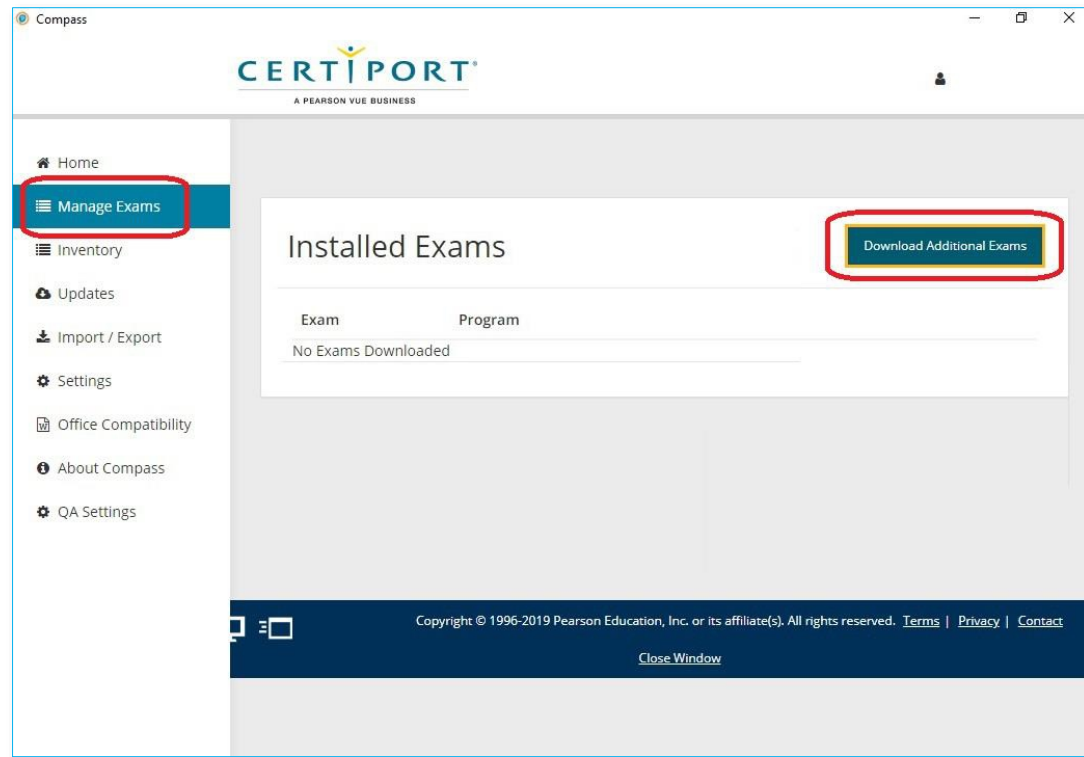 Compass
CERTIPORT
A PEARSON VUE BUSINESS
Home
Manage Exams
Inventory
Updates
Import / Export
Settings
Office Compatibility
About Compass
QA Settings
Installed Exams
Download Additional Exams
Exam Program
No Exams Downloaded
Copyright © 1996-2019 Pearson Education, Inc. or its affiliate(s). All rights reserved. Terms | Privacy | Contact
Close Window